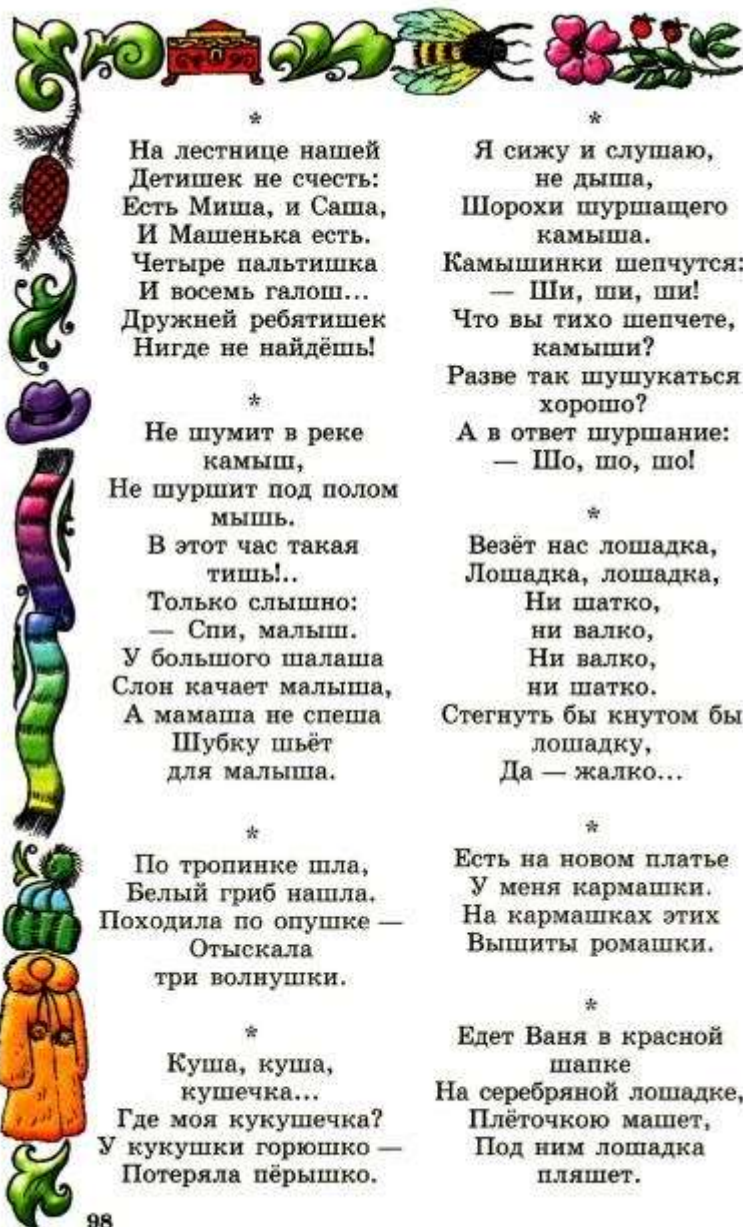 *
На лестнице нашей
Детишек не счесть:
Есть Миша, и Саша,
И Машенька есть.
Четыре пальтишка
И восемь галош...
Дружней ребятишек
Нигде не найдёшь!
*
Не шумит в реке
камыш,
Не шуршит под полом
мышь.
В этот час такая
тишь!..
Только слышно:
— Спи, малыш.
У большого шалаша
Слон качает малыша,
А мамаша не спеша
Шубку шьёт
для малыша.
*
По тропинке шла,
Белый гриб нашла.
Походила по опушке —
Отыскала
три волнушки.
*
Куша, куша,
кушечка...
Где моя кукушечка?
У кукушки горюшко —
Потеряла пёрышко.
*
Я сижу и слушаю,
не дыша,
Шорохи шуршащего
камыша.
Камышинки шепчутся:
— Ши, ши, ши!
Что вы тихо шепчете,
камыши?
Разве так шушукаться
хорошо?
А в ответ шуршание:
— Шо, шо, шо!
*
Везёт нас лошадка,
Лошадка, лошадка,
Ни шатко,
ни валко,
Ни валко,
ни шатко.
Стегнуть бы кнутом бы
лошадку,
Да — жалко...
*
Есть на новом платье
У меня кармашки.
На кармашках этих
Вышиты ромашки.
*
Едет Ваня в красной
шапке
На серебряной лошадке,
Плёточкою машет,
Под ним лошадка
пляшет.
98